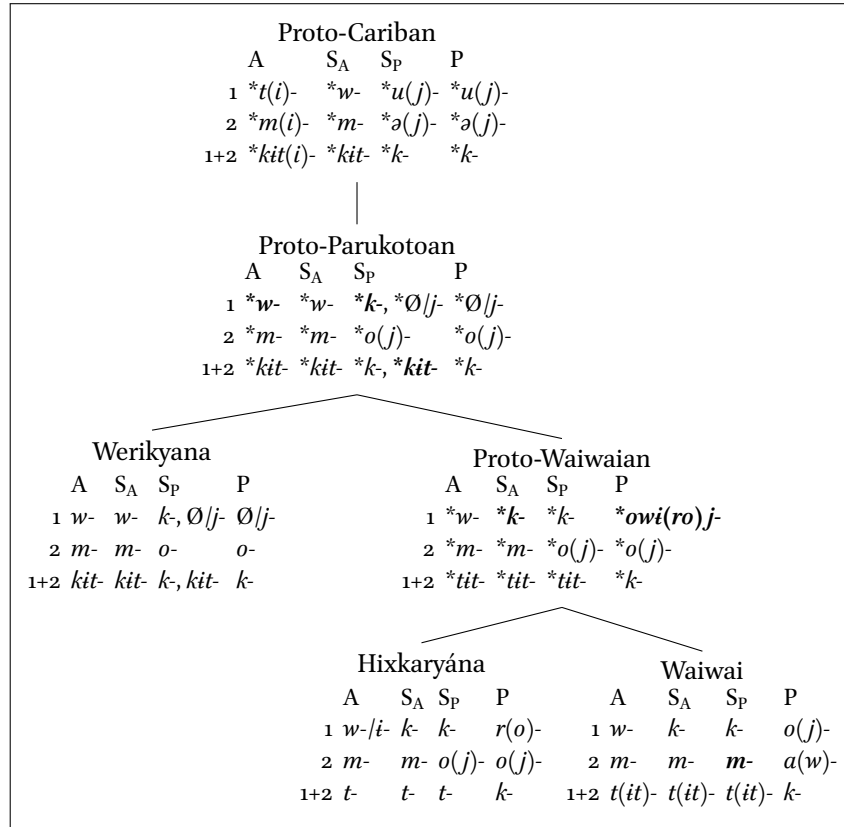 Proto-Cariban
A S_A S_P P
1 *t(i)- *w- *u(j)- *u(j)-
2 *m(i)- *m- *ə(j)- *ə(j)-
1+2 *kɨt(i)- *kɨt- *k- *k-
Proto-Parukotoan
A S_A S_P P
1 *w- *w- *k-, *Ø/j- *Ø/j-
2 *m- *m- *o(j)- *o(j)-
1+2 *kɨt- *kɨt- *k-, *kɨt- *k-
Werikyana
A S_A S_P P
1 w- w- k-, Ø/j- Ø/j-
2 m- m- o- o-
1+2 kɨt- kɨt- k-, kɨt- k-
Proto-Waiwaian
A S_A S_P P
1 *w- *k- *k- *owɨ(ro)j-
2 *m- *m- *o(j)- *o(j)-
1+2 *tɨt- *tɨt- *tɨt- *k-
Hixkaryána
A S_A S_P P
1 w-/ɨ- k- k- r(o)-
2 m- m- o(j)- o(j)-
1+2 t- t- t- k-
Waiwai
A S_A S_P P
1 w- k- k- o(j)-
2 m- m- m- a(w)-
1+2 t(ɨt)- t(ɨt)- t(ɨt)- k-